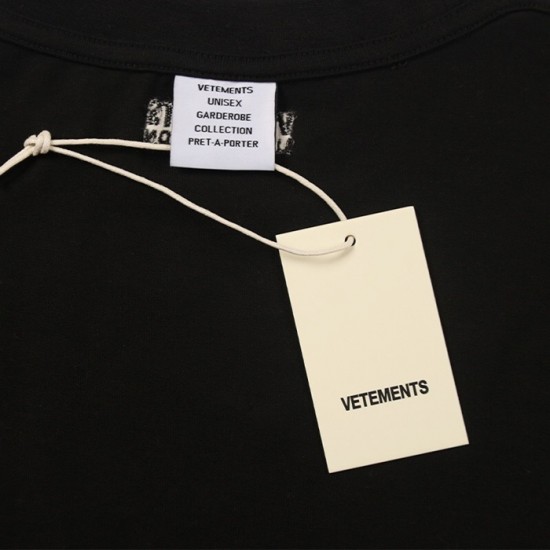 VETEMENTS
UNISEX
GARDEROBE
COLLECTION
PRET-A-PORTER
VETEMENTS